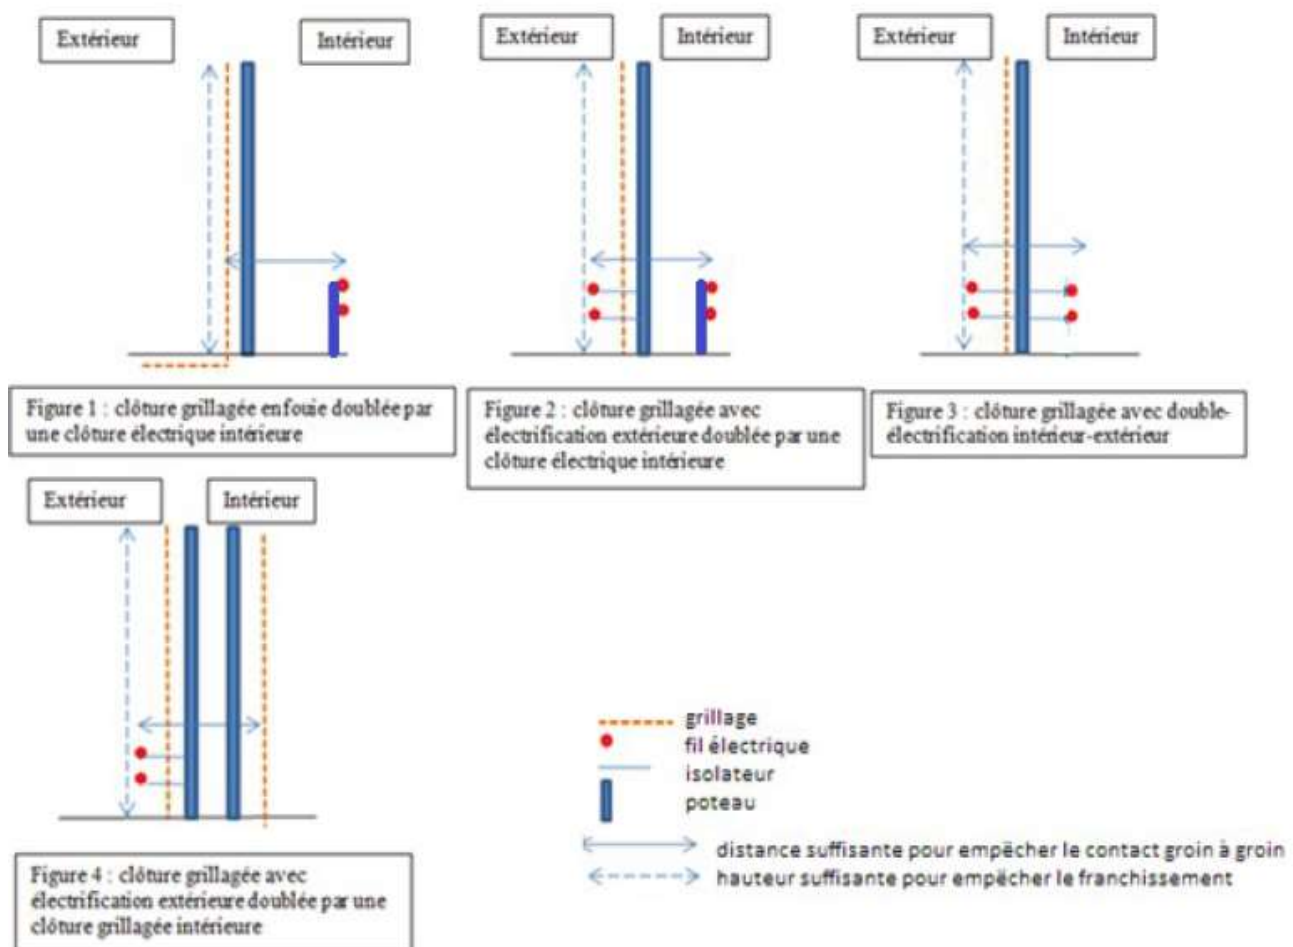 Extérieur
Intérieur
Extérieur
Intérieur
Extérieur
Intérieur
Figure 1 : clôture grillagée enfouie doublée par
une clôture électrique intérieure
Figure 2 : clôture grillagée avec
électrification extérieure doublée par une
clôture électrique intérieure
Figure 3 : clôture grillagée avec double-
électrification intérieur-extérieur
Extérieur
Intérieur
Figure 4 : clôture grillagée avec
électrification extérieure doublée par une
clôture grillagée intérieure
grillage
fil électrique
isolateur
poteau
distance suffisante pour empêcher le contact groin à groin
hauteur suffisante pour empêcher le franchissement